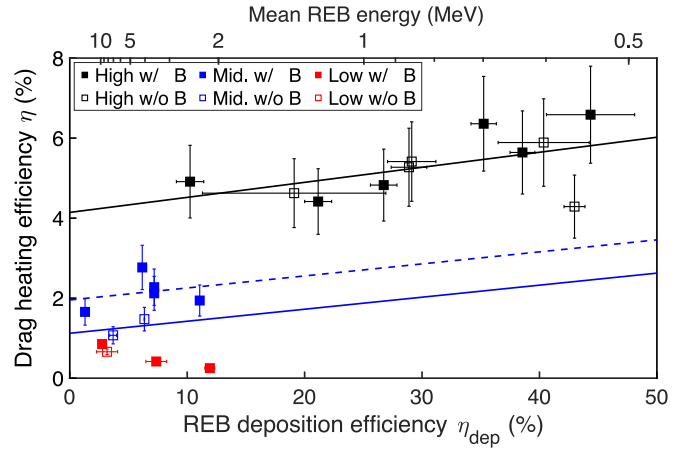 Mean REB energy (MeV)
10 5 2 1 0.5
8
6
4
2
0
Drag heating efficiency η (%)
High w/ B Mid. w/ B Low w/ B
High w/o B Mid. w/o B Low w/o B
0 10 20 30 40 50
REB deposition efficiency η_dep (%)